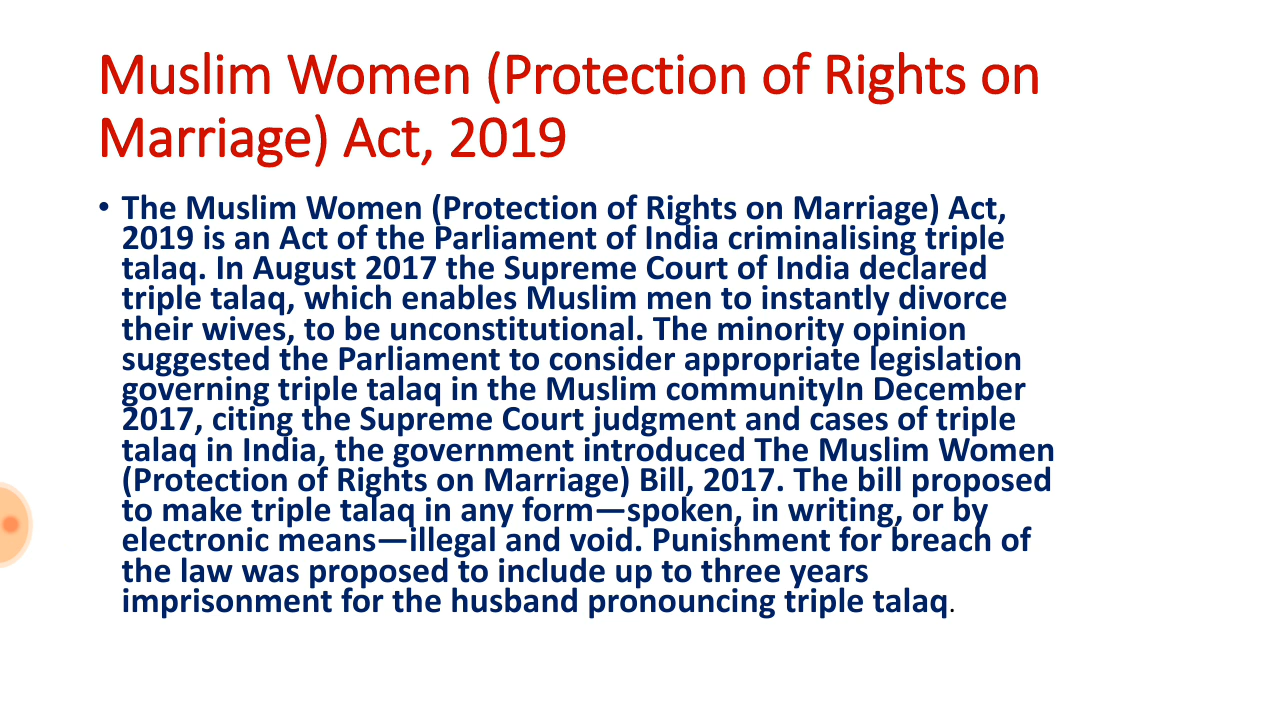 Muslim Women (Protection of Rights on
Marriage) Act, 2019
• The Muslim Women (Protection of Rights on Marriage) Act,
2019 is an Act of the Parliament of India criminalising triple
talaq. In August 2017 the Supreme Court of India declared
triple talaq, which enables Muslim men to instantly divorce
their wives, to be unconstitutional. The minority opinion
suggested the Parliament to consider appropriate legislation
governing triple talaq in the Muslim communityIn December
2017, citing the Supreme Court judgment and cases of triple
talaq in India, the government introduced The Muslim Women
(Protection of Rights on Marriage) Bill, 2017. The bill proposed
to make triple talaq in any form—spoken, in writing, or by
electronic means—illegal and void. Punishment for breach of
the law was proposed to include up to three years
imprisonment for the husband pronouncing triple talaq.